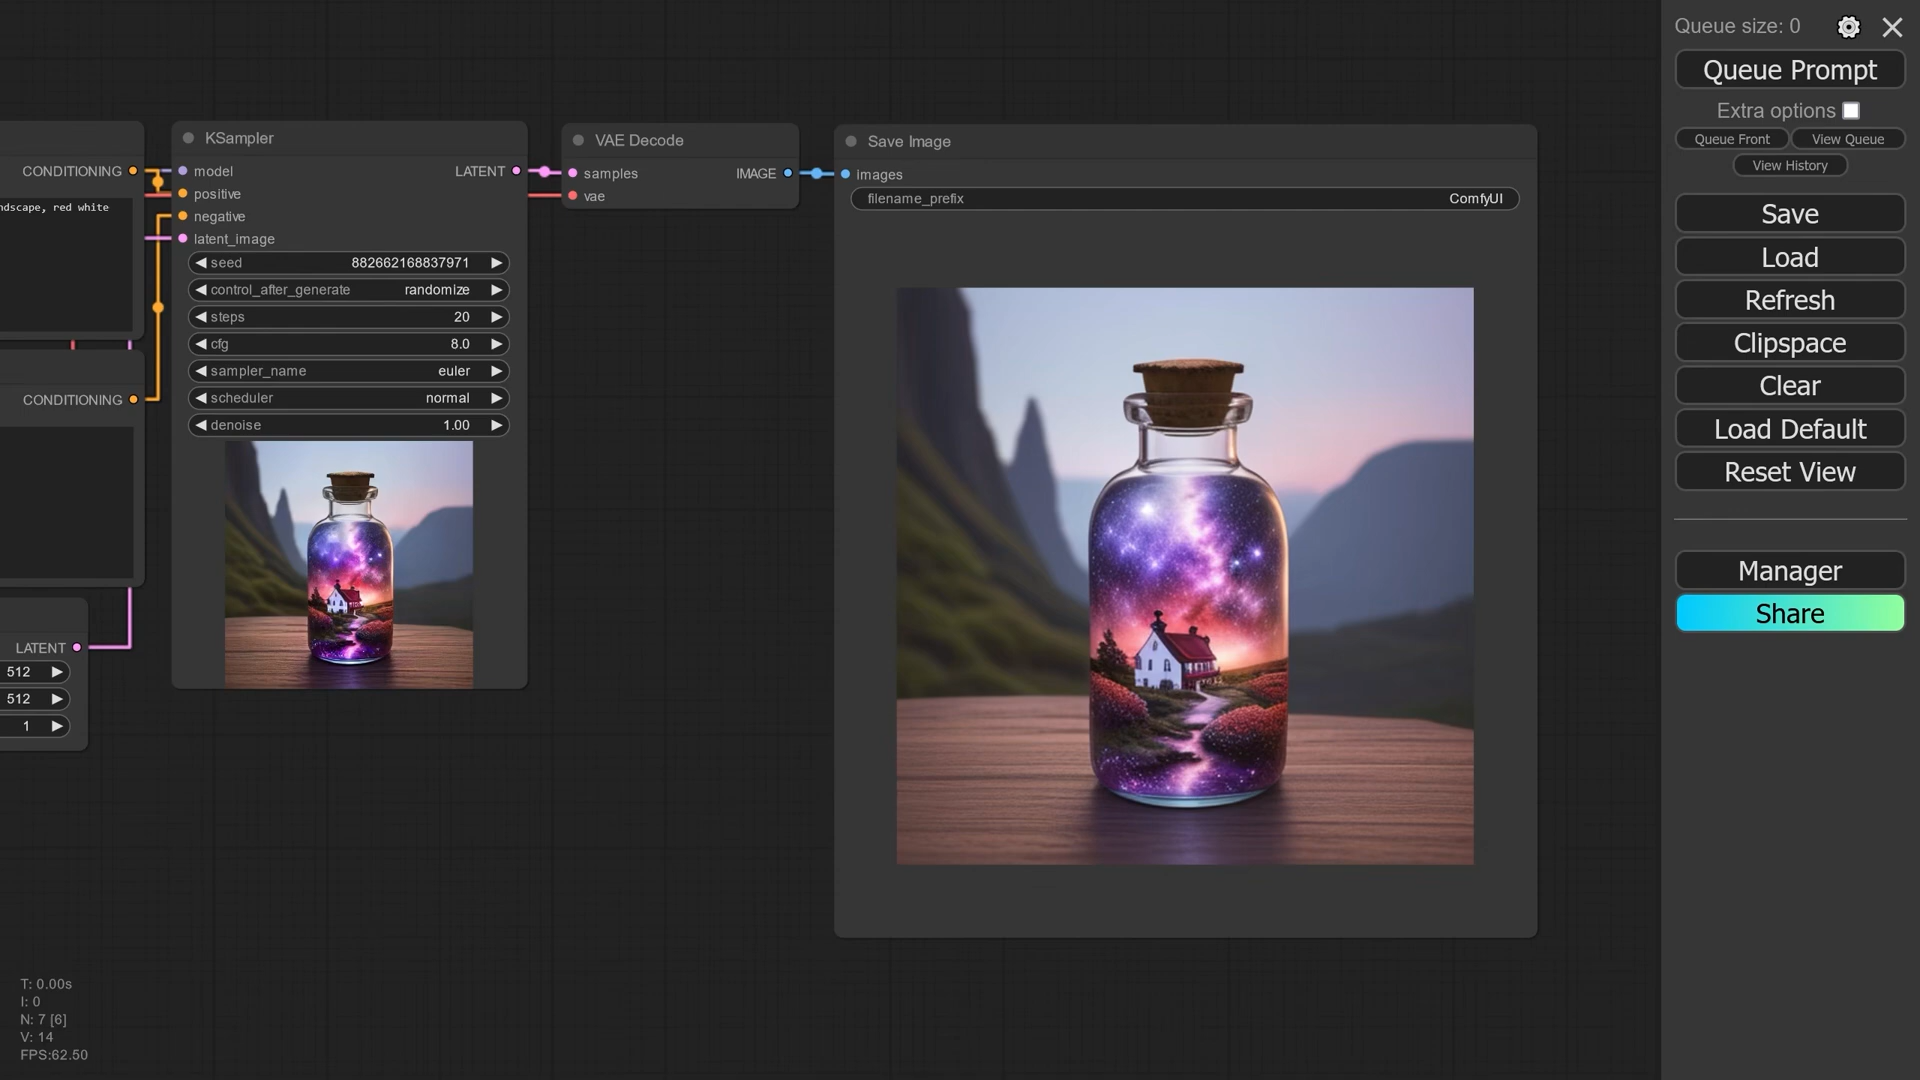 CONDITIONING
ndscape, red white
CONDITIONING
LATENT
512
512
1
KSampler
model
LATENT
positive
negative
latent_image
seed 882662168837971
control_after_generate randomize
steps 20
cfg 8.0
sampler_name euler
scheduler normal
denoise 1.00
VAE Decode
samples IMAGE
vae
Save Image
images
filename_prefix ComfyUI
Queue size: 0
Queue Prompt
Extra options
Queue Front View Queue
View History
Save
Load
Refresh
Clipspace
Clear
Load Default
Reset View
Manager
Share
T: 0.00s
I: 0
N: 7 [6]
V: 14
FPS:62.50